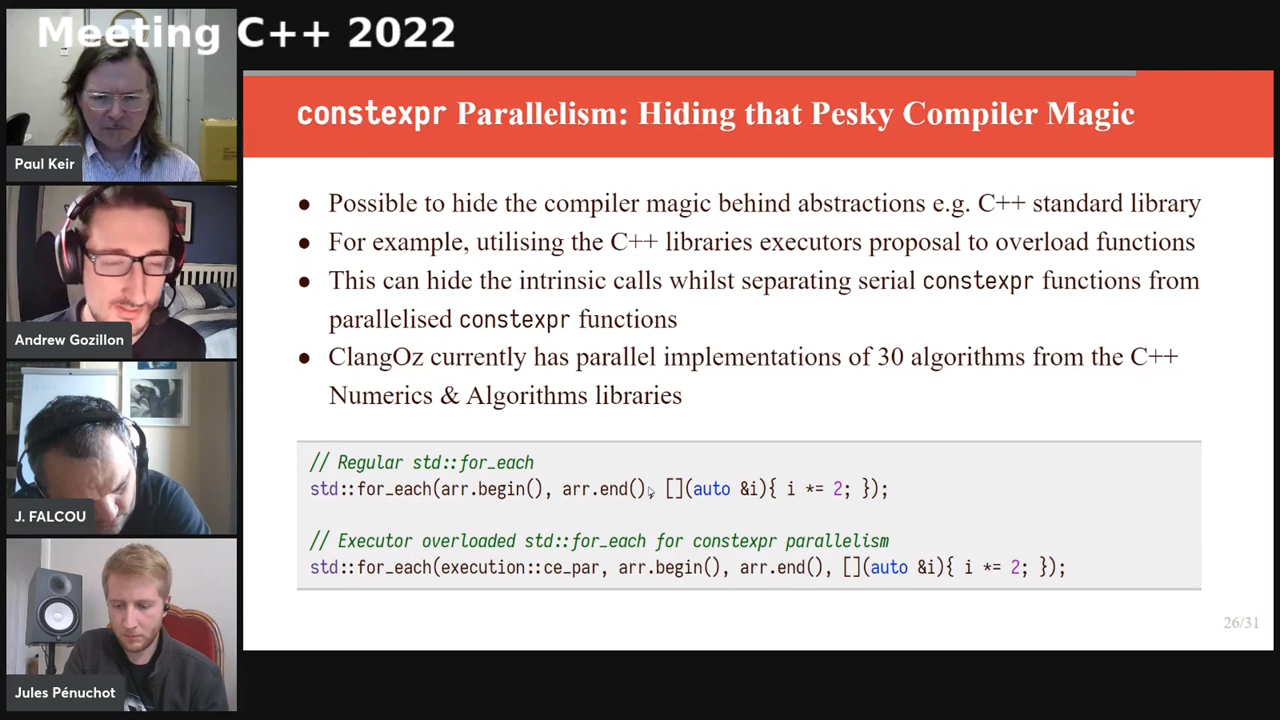 Meeting C++ 2022
Paul Keir
Andrew Gozillon
J. FALCOU
Jules Pénuchot
constexpr Parallelism: Hiding that Pesky Compiler Magic
● Possible to hide the compiler magic behind abstractions e.g. C++ standard library
● For example, utilising the C++ libraries executors proposal to overload functions
● This can hide the intrinsic calls whilst separating serial constexpr functions from
parallelised constexpr functions
● ClangOz currently has parallel implementations of 30 algorithms from the C++
Numerics & Algorithms libraries
// Regular std::for_each
std::for_each(arr.begin(), arr.end(), [](auto &i){ i *= 2; });
// Executor overloaded std::for_each for constexpr parallelism
std::for_each(execution::ce_par, arr.begin(), arr.end(), [](auto &i){ i *= 2; });
26/31